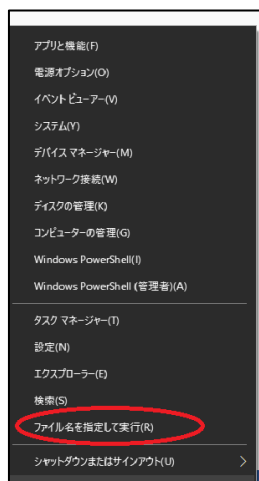 アプリと機能(F)
電源オプション(O)
イベント ビューアー(V)
システム(Y)
デバイス マネージャー(M)
ネットワーク接続(W)
ディスクの管理(K)
コンピューターの管理(G)
Windows PowerShell(I)
Windows PowerShell (管理者)(A)
タスク マネージャー(T)
設定(N)
エクスプローラー(E)
検索(S)
ファイル名を指定して実行(R)
シャットダウンまたはサインアウト(U)